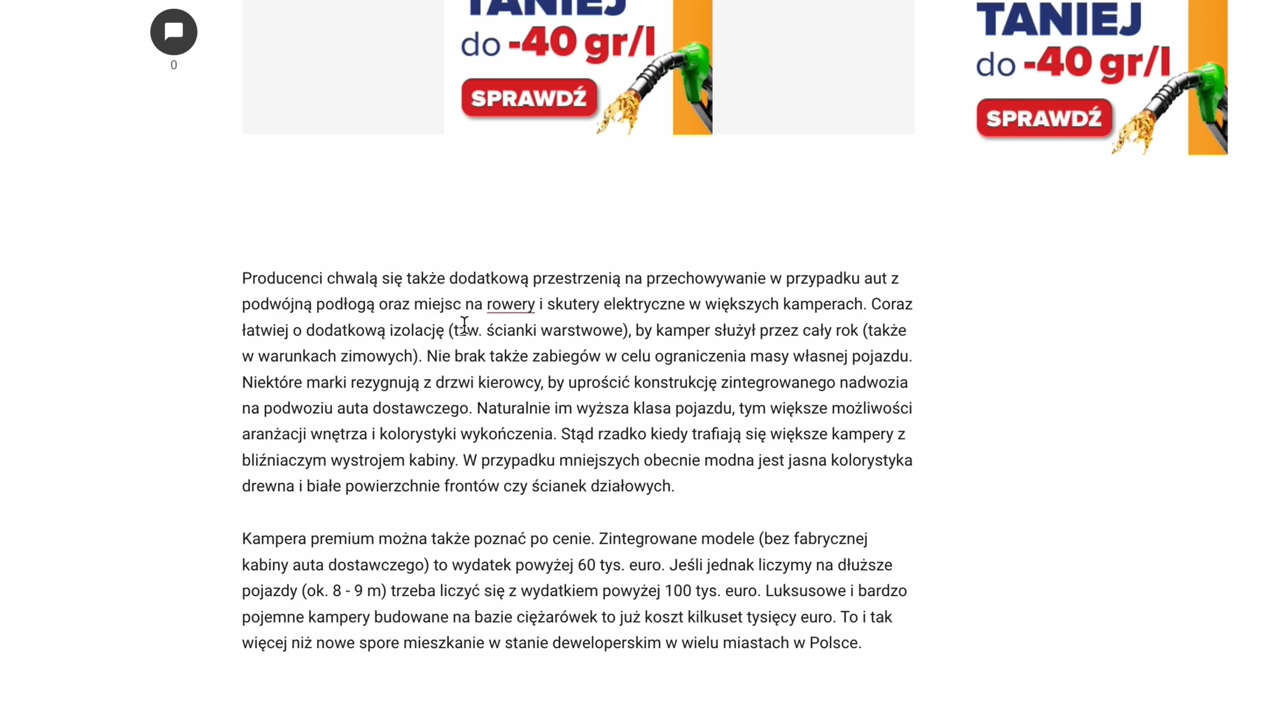 TANIEJ
do -40 gr/l
SPRAWDŹ
TANIEJ
do -40 gr/l
SPRAWDŹ
0
Producenci chwalą się także dodatkową przestrzenią na przechowywanie w przypadku aut z
podwójną podłogą oraz miejsc na rowery i skutery elektryczne w większych kamperach. Coraz
łatwiej o dodatkową izolację (tzw. ścianki warstwowe), by kamper służył przez cały rok (także
w warunkach zimowych). Nie brak także zabiegów w celu ograniczenia masy własnej pojazdu.
Niektóre marki rezygnują z drzwi kierowcy, by uprościć konstrukcję zintegrowanego nadwozia
na podwoziu auta dostawczego. Naturalnie im wyższa klasa pojazdu, tym większe możliwości
aranżacji wnętrza i kolorystyki wykończenia. Stąd rzadko kiedy trafiają się większe kampery z
bliźniaczym wystrojem kabiny. W przypadku mniejszych obecnie modna jest jasna kolorystyka
drewna i białe powierzchnie frontów czy ścianek działowych.
Kampera premium można także poznać po cenie. Zintegrowane modele (bez fabrycznej
kabiny auta dostawczego) to wydatek powyżej 60 tys. euro. Jeśli jednak liczymy na dłuższe
pojazdy (ok. 8 - 9 m) trzeba liczyć się z wydatkiem powyżej 100 tys. euro. Luksusowe i bardzo
pojemne kampery budowane na bazie ciężarówek to już koszt kilkuset tysięcy euro. To i tak
więcej niż nowe spore mieszkanie w stanie deweloperskim w wielu miastach w Polsce.